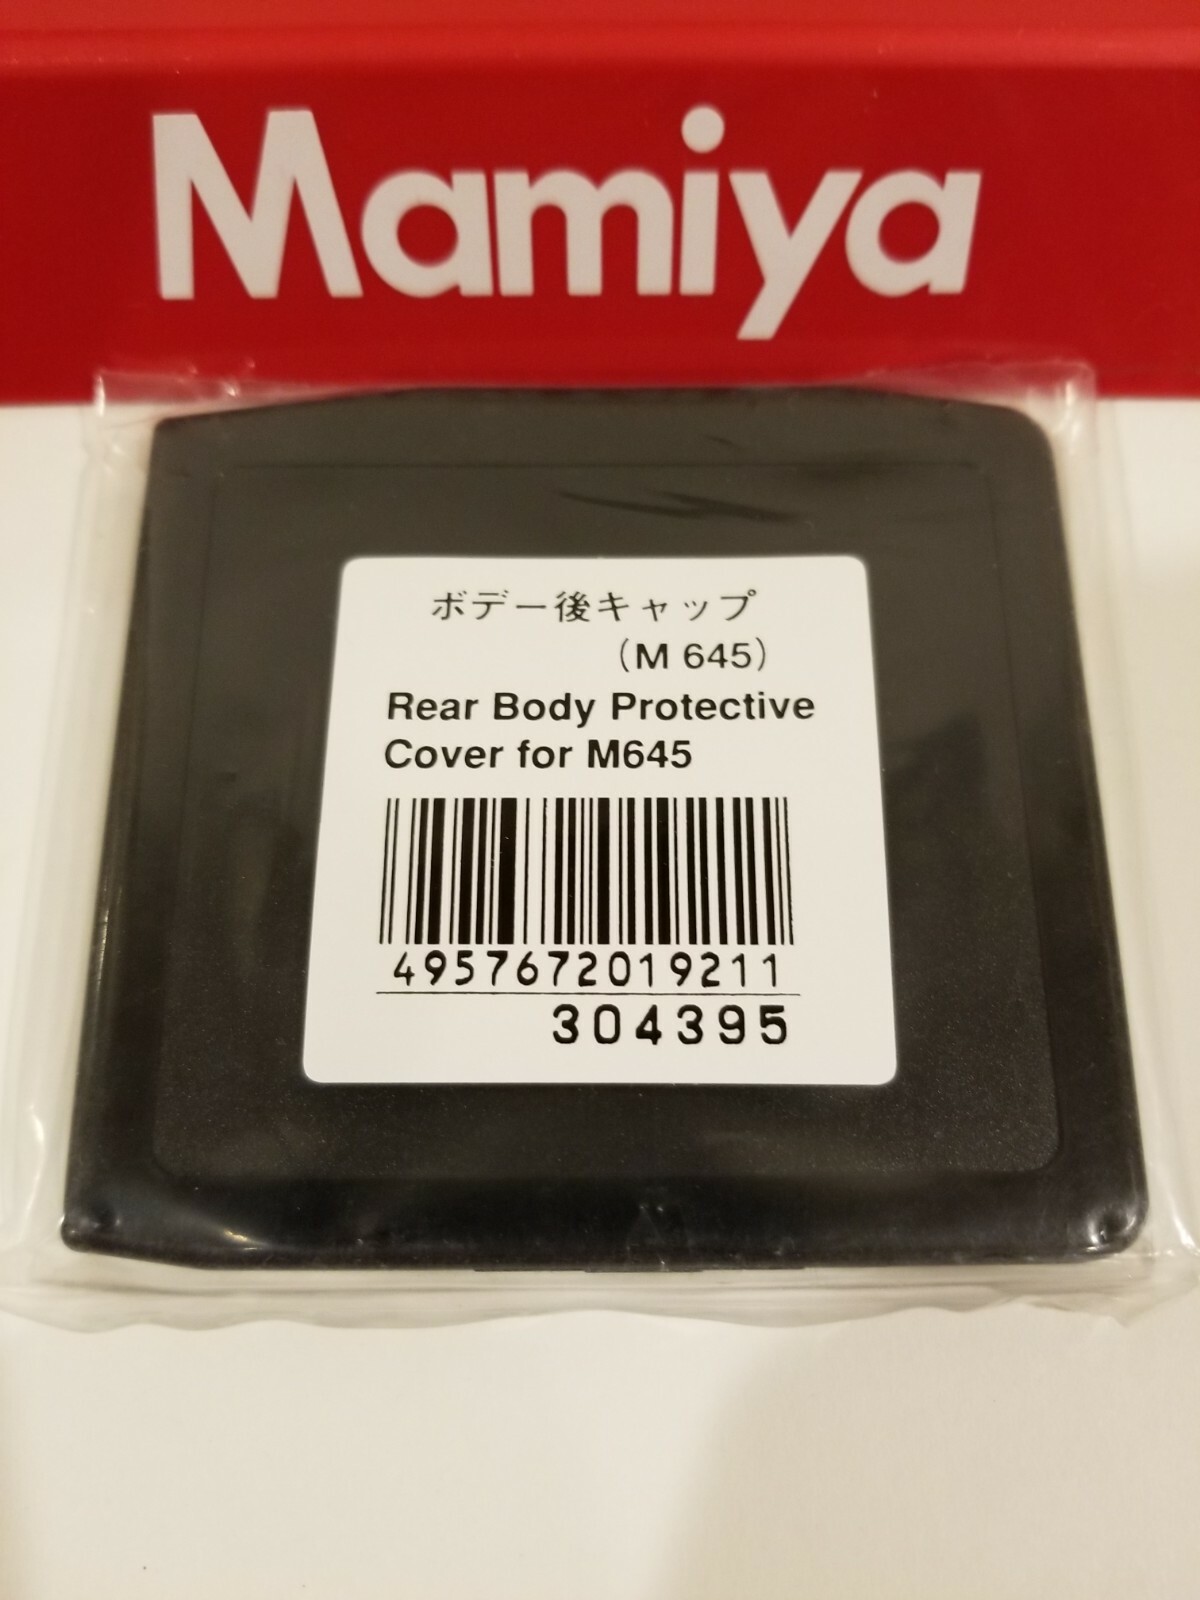 Mamiya
ボデー後キャップ
(M 645)
Rear Body Protective
Cover for M645
4957672019211
304395